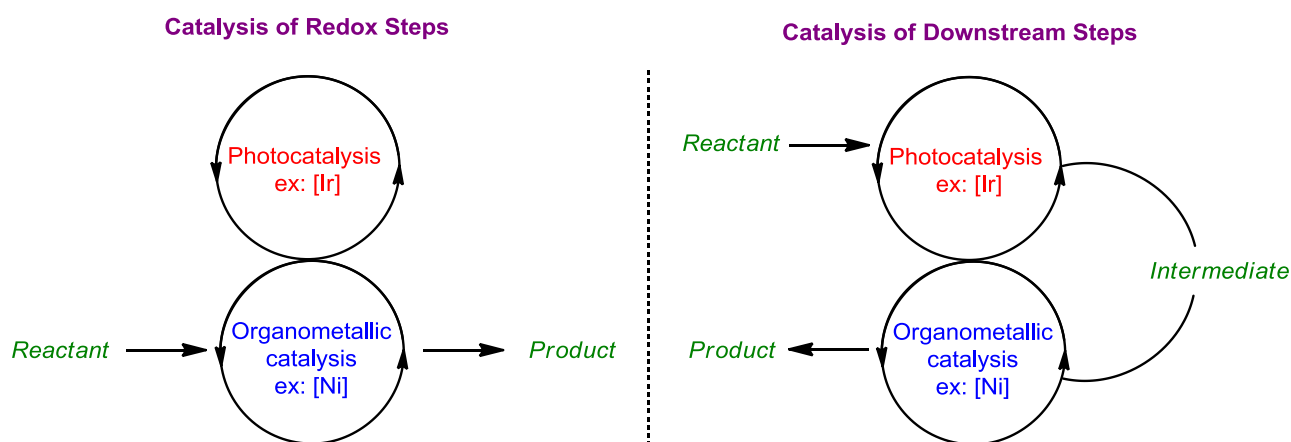 Catalysis of Redox Steps
Photocatalysis
ex: [Ir]
Reactant
Organometallic
catalysis
ex: [Ni]
Product
Catalysis of Downstream Steps
Reactant
Photocatalysis
ex: [Ir]
Intermediate
Product
Organometallic
catalysis
ex: [Ni]